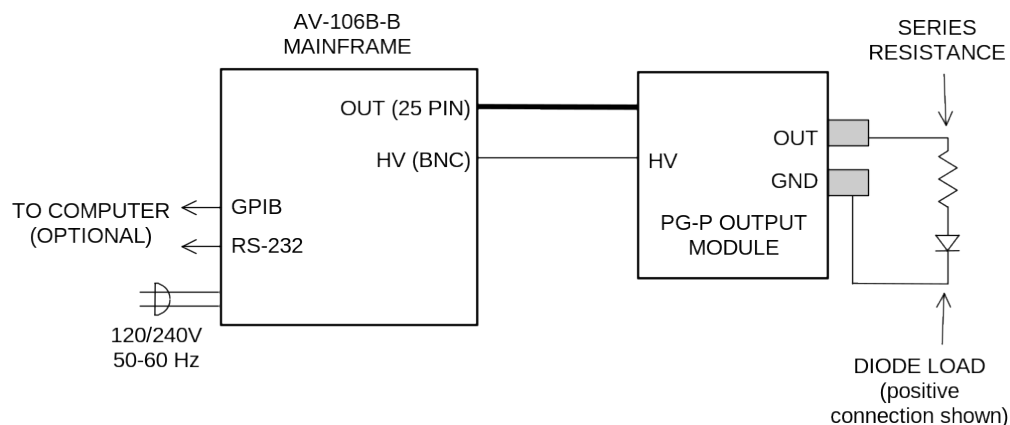 AV-106B-B
MAINFRAME
SERIES
RESISTANCE
OUT (25 PIN)
HV (BNC)
HV
OUT
GND
GPIB
RS-232
TO COMPUTER
(OPTIONAL)
PG-P OUTPUT
MODULE
120/240V
50-60 Hz
DIODE LOAD
(positive
connection shown)